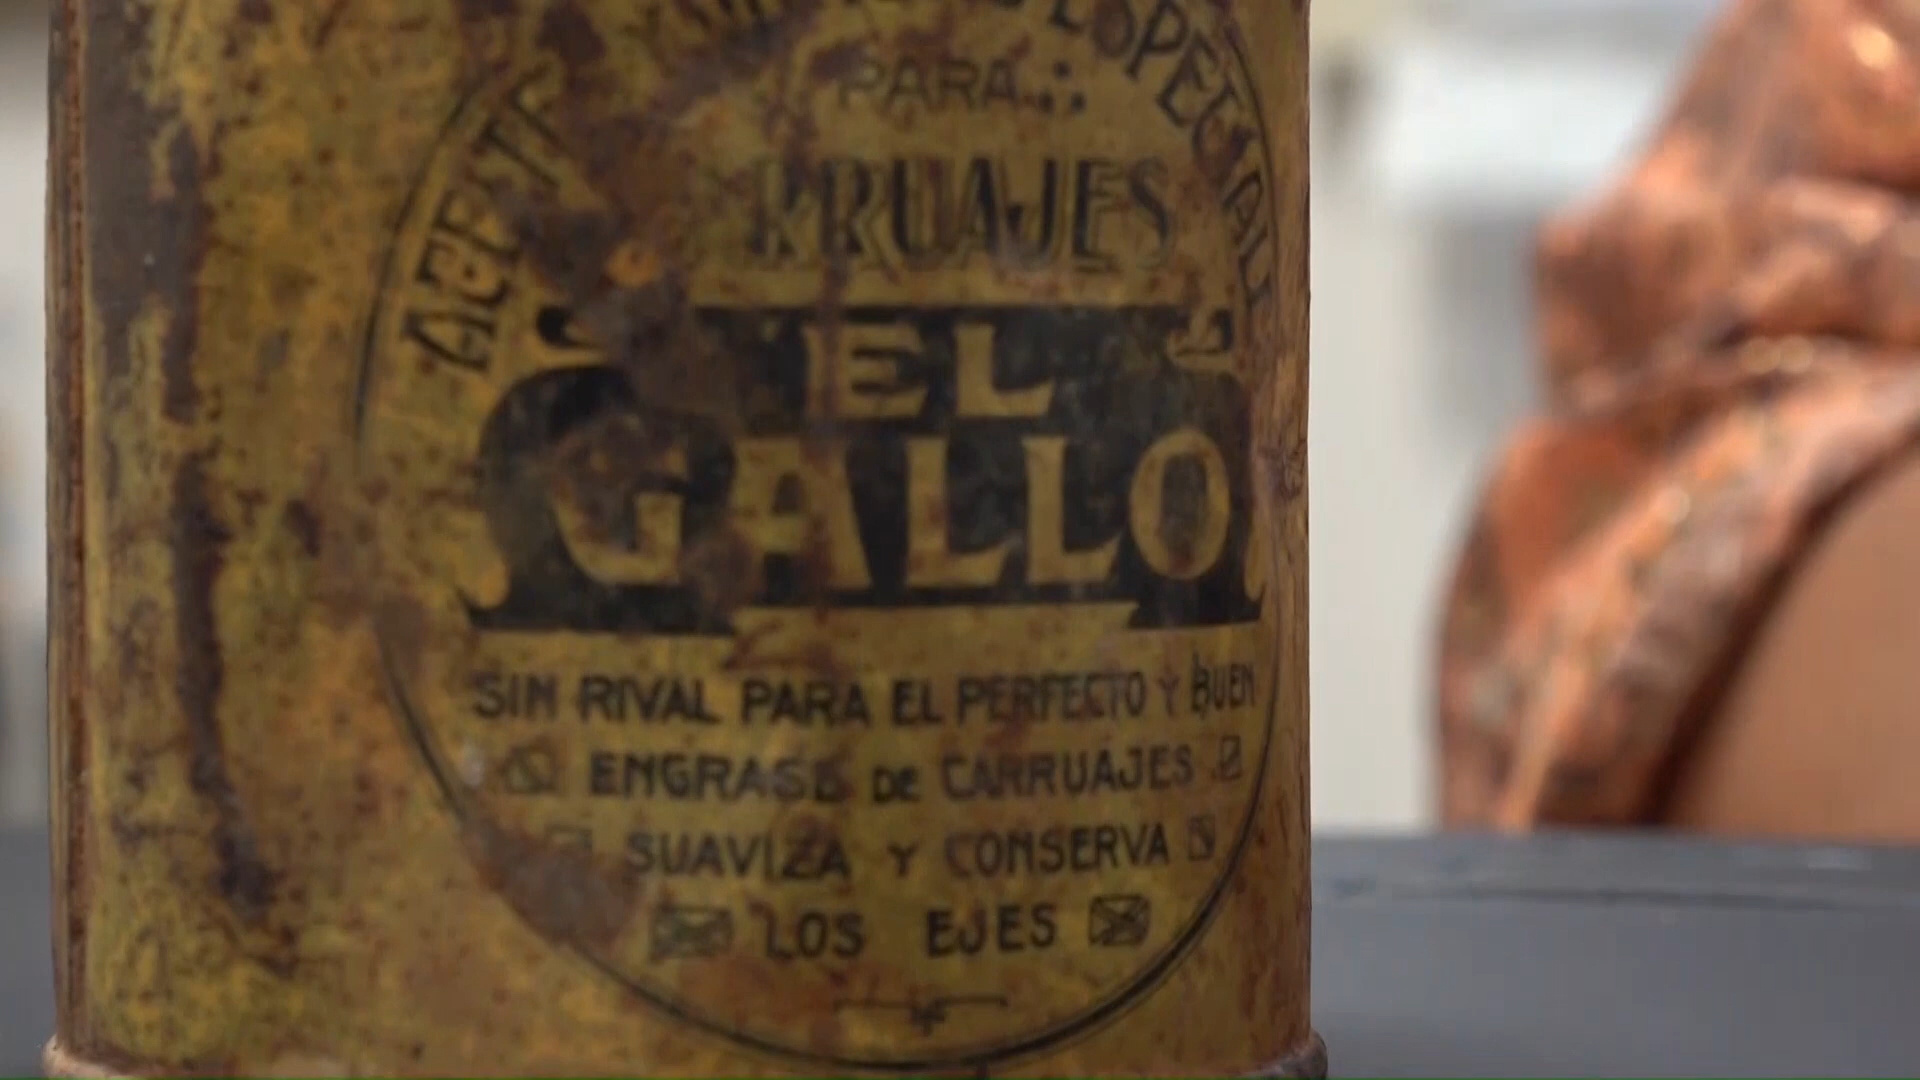 PARA
RRUAJES
EL
GALLO
SIN RIVAL PARA EL PERFECTO Y BUEN
ENGRASE DE CARRUAJES
SUAVIZA Y CONSERVA
LOS EJES